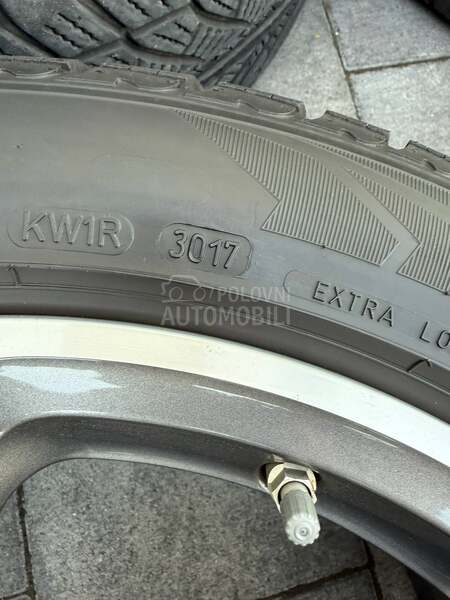 KW1R
3017
EXTRA LO
POLOVNI
AUTOMOBILI